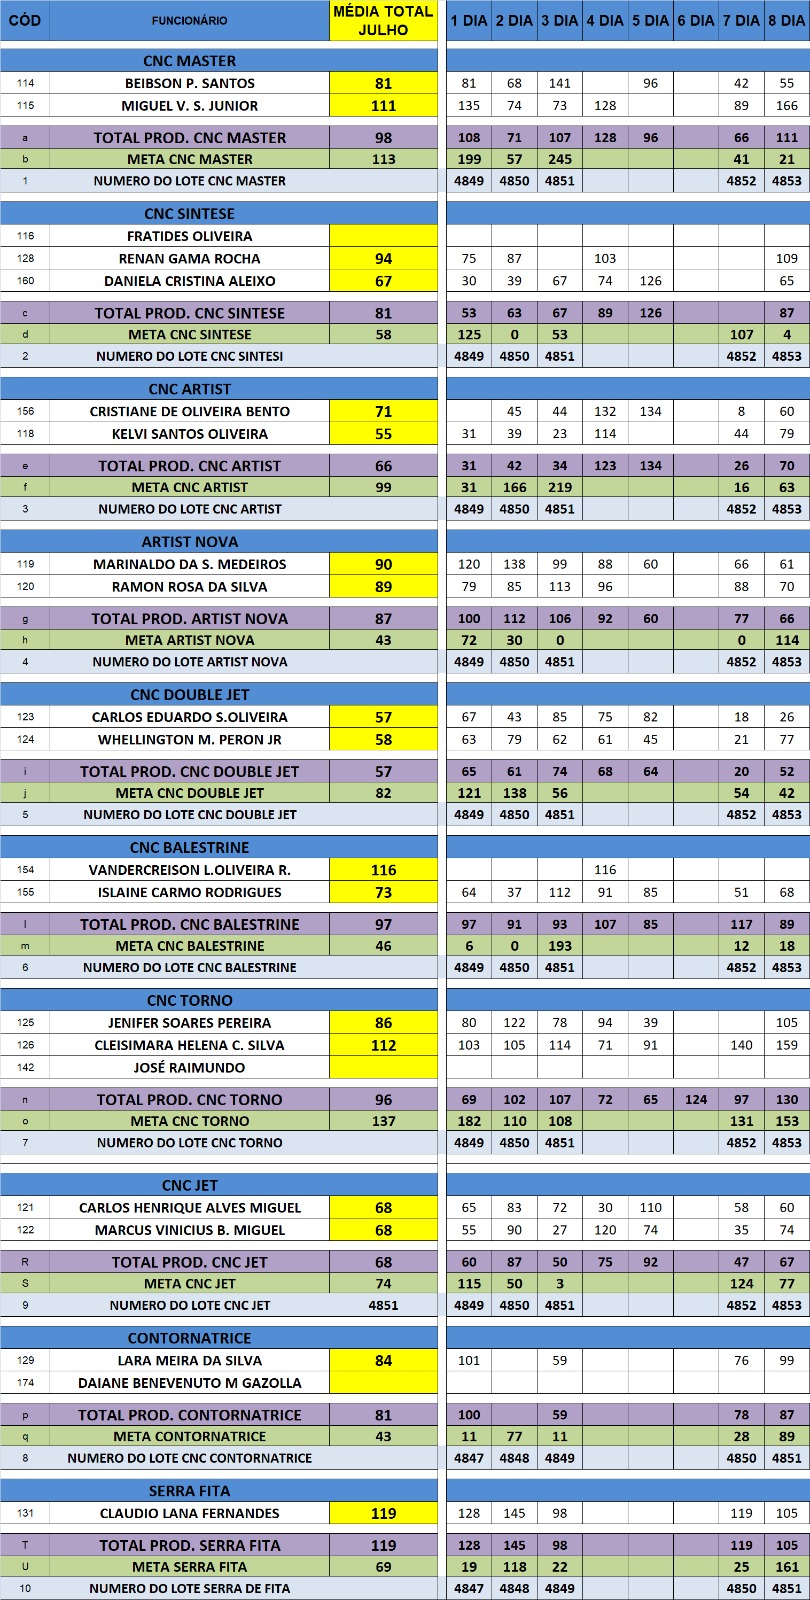 CÓD FUNCIONÁRIO MÉDIA TOTAL JULHO 1 DIA 2 DIA 3 DIA 4 DIA 5 DIA 6 DIA 7 DIA 8 DIA
CNC MASTER
114 BEIBSON P. SANTOS 81 81 68 141 96 42 55
115 MIGUEL V. S. JUNIOR 111 135 74 73 128 89 166
a TOTAL PROD. CNC MASTER 98 108 71 107 128 96 66 111
b META CNC MASTER 113 199 57 245 41 21
1 NUMERO DO LOTE CNC MASTER 4849 4850 4851 4852 4853
CNC SINTESE
116 FRATIDES OLIVEIRA
128 RENAN GAMA ROCHA 94 75 87 103 109
160 DANIELA CRISTINA ALEIXO 67 30 39 67 74 126 65
c TOTAL PROD. CNC SINTESE 81 53 63 67 89 126 87
d META CNC SINTESE 58 125 0 53 107 4
2 NUMERO DO LOTE CNC SINTESI 4849 4850 4851 4852 4853
CNC ARTIST
156 CRISTIANE DE OLIVEIRA BENTO 71 45 44 132 134 8 60
118 KELVI SANTOS OLIVEIRA 55 31 39 23 114 44 79
e TOTAL PROD. CNC ARTIST 66 31 42 34 123 134 26 70
f META CNC ARTIST 99 31 166 219 16 63
3 NUMERO DO LOTE CNC ARTIST 4849 4850 4851 4852 4853
ARTIST NOVA
119 MARINALDO DA S. MEDEIROS 90 120 138 99 88 60 66 61
120 RAMON ROSA DA SILVA 89 79 85 113 96 88 70
g TOTAL PROD. ARTIST NOVA 87 100 112 106 92 60 77 66
h META ARTIST NOVA 43 72 30 0 0 114
4 NUMERO DO LOTE ARTIST NOVA 4849 4850 4851 4852 4853
CNC DOUBLE JET
123 CARLOS EDUARDO S.OLIVEIRA 57 67 43 85 75 82 18 26
124 WHELLINGTON M. PERON JR 58 63 79 62 61 45 21 77
i TOTAL PROD. CNC DOUBLE JET 57 65 61 74 68 64 20 52
j META CNC DOUBLE JET 82 121 138 56 54 42
5 NUMERO DO LOTE CNC DOUBLE JET 4849 4850 4851 4852 4853
CNC BALESTRINE
154 VANDERCREISON L.OLIVEIRA R. 116 116
155 ISLAINE CARMO RODRIGUES 73 64 37 112 91 85 51 68
l TOTAL PROD. CNC BALESTRINE 97 97 91 93 107 85 117 89
m META CNC BALESTRINE 46 6 0 193 12 18
6 NUMERO DO LOTE CNC BALESTRINE 4849 4850 4851 4852 4853
CNC TORNO
125 JENIFER SOARES PEREIRA 86 80 122 78 94 39 105
126 CLEISIMARA HELENA C. SILVA 112 103 105 114 71 91 140 159
142 JOSÉ RAIMUNDO
n TOTAL PROD. CNC TORNO 96 69 102 107 72 65 124 97 130
o META CNC TORNO 137 182 110 108 131 153
7 NUMERO DO LOTE CNC TORNO 4849 4850 4851 4852 4853
CNC JET
121 CARLOS HENRIQUE ALVES MIGUEL 68 65 83 72 30 110 58 60
122 MARCUS VINICIUS B. MIGUEL 68 55 90 27 120 74 35 74
R TOTAL PROD. CNC JET 68 60 87 50 75 92 47 67
S META CNC JET 74 115 50 3 124 77
9 NUMERO DO LOTE CNC JET 4851 4849 4850 4851 4852 4853
CONTORNATRICE
129 LARA MEIRA DA SILVA 84 101 59 76 99
174 DAIANE BENEVENUTO M GAZOLLA
p TOTAL PROD. CONTORNATRICE 81 100 59 78 87
q META CONTORNATRICE 43 11 77 11 28 89
8 NUMERO DO LOTE CNC CONTORNATRICE 4847 4848 4849 4850 4851
SERRA FITA
131 CLAUDIO LANA FERNANDES 119 128 145 98 119 105
T TOTAL PROD. SERRA FITA 119 128 145 98 119 105
U META SERRA FITA 69 19 118 22 25 161
10 NUMERO DO LOTE SERRA DE FITA 4847 4848 4849 4850 4851